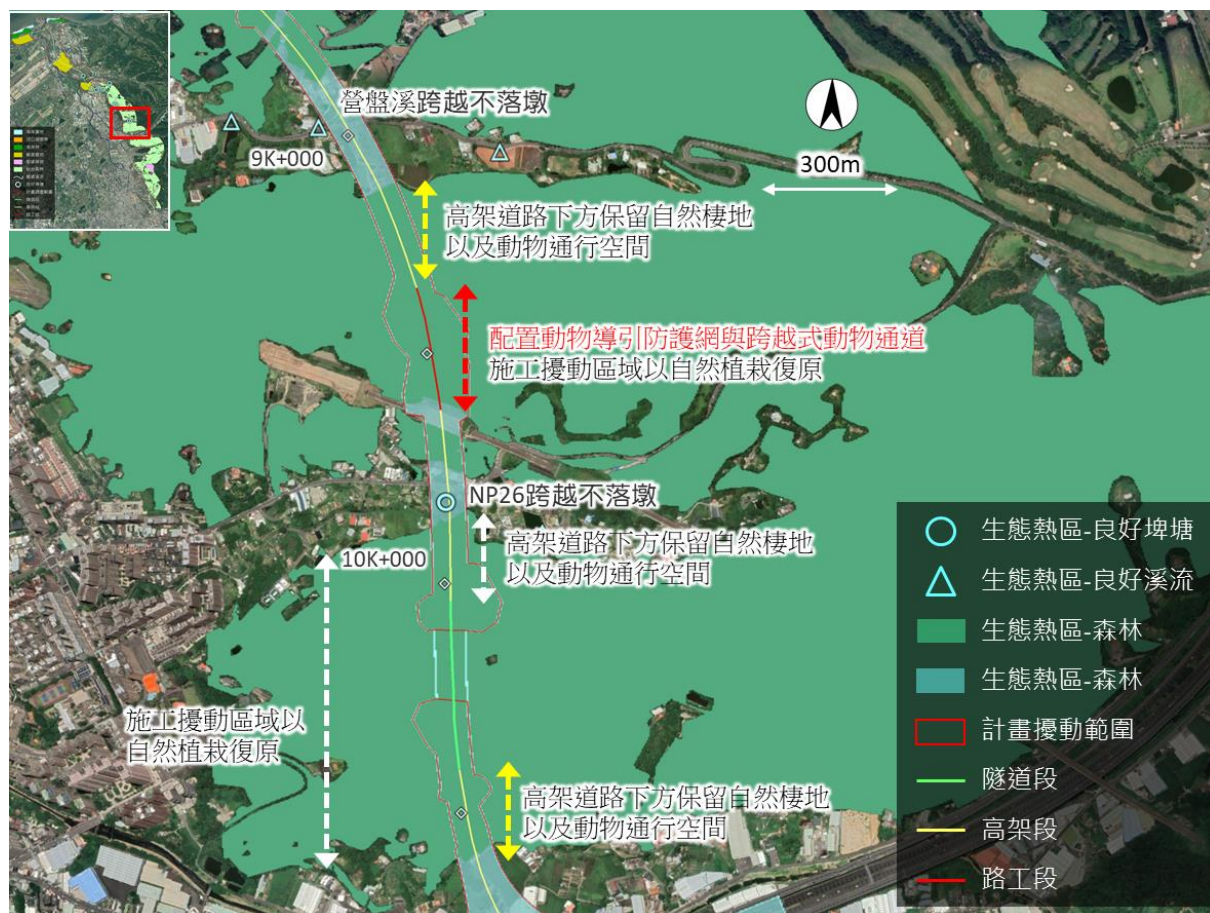 營盤溪跨越不落墩
9K+000
300m
高架道路下方保留自然棲地
以及動物通行空間
配置動物導引防護網與跨越式動物通道
施工擾動區域以自然植栽復原
NP26跨越不落墩
高架道路下方保留自然棲地
以及動物通行空間
10K+000
施工擾動區域以
自然植栽復原
高架道路下方保留自然棲地
以及動物通行空間
生態熱區-良好埤塘
生態熱區-良好溪流
生態熱區-森林
生態熱區-森林
計畫擾動範圍
隧道段
高架段
路工段